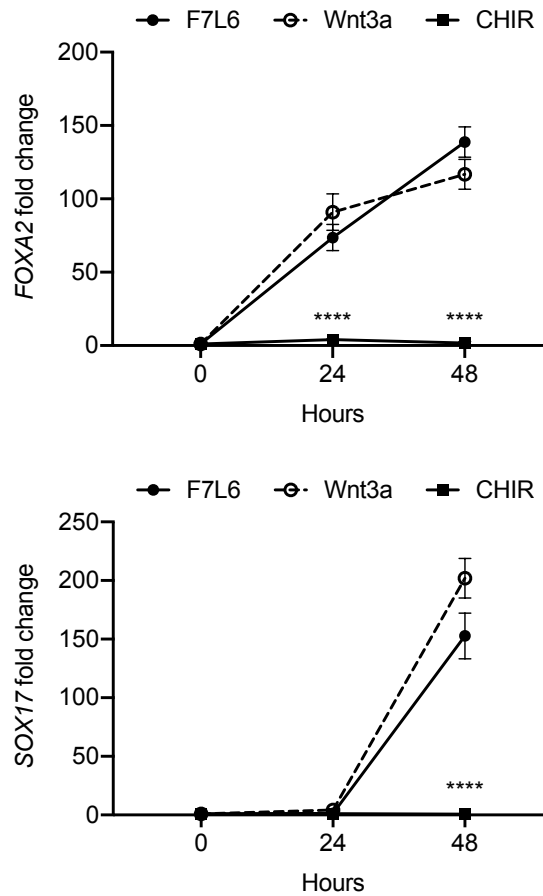 F7L6 Wnt3a CHIR
200
150
100
50
0
FOXA2 fold change
**** ****
0 24 48
Hours
F7L6 Wnt3a CHIR
250
200
150
100
50
0
SOX17 fold change
****
0 24 48
Hours